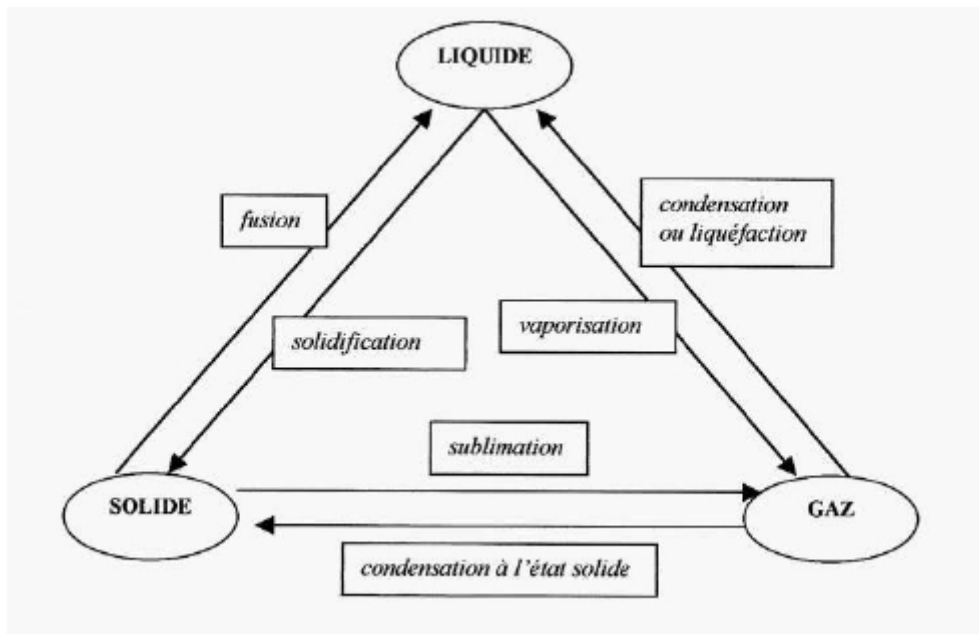 LIQUIDE
fusion
condensation
ou liquéfaction
solidification
vaporisation
sublimation
SOLIDE
GAZ
condensation à l'état solide